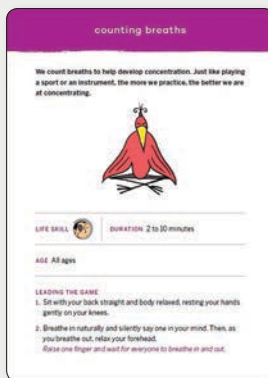 counting breaths
We count breaths to help develop concentration. Just like playing
a sport or an instrument, the more we practice, the better we are
at concentrating.
LIFE SKILL DURATION 2 to 10 minutes
AGE All ages
LEADING THE GAME
1. Sit with your back straight and body relaxed, resting your hands
gently on your knees.
2. Breathe in naturally and silently say one in your mind. Then, as
you breathe out, relax your forehead.
Raise one finger and wait for everyone to breathe in and out.